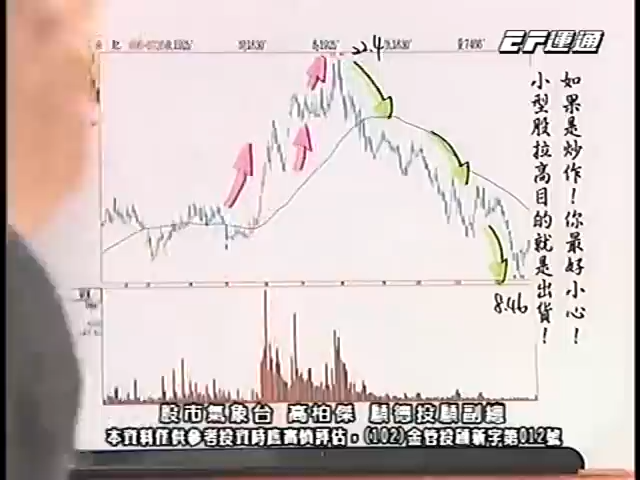 EF運通
22.4
如果是炒作！你最好小心！
小型股拉高目的就是出貨！
8.46
股市氣象台 高柏傑 顧德投顧副總
本資料僅供參考投資時應審慎評估，(102)金管投顧新字第012號